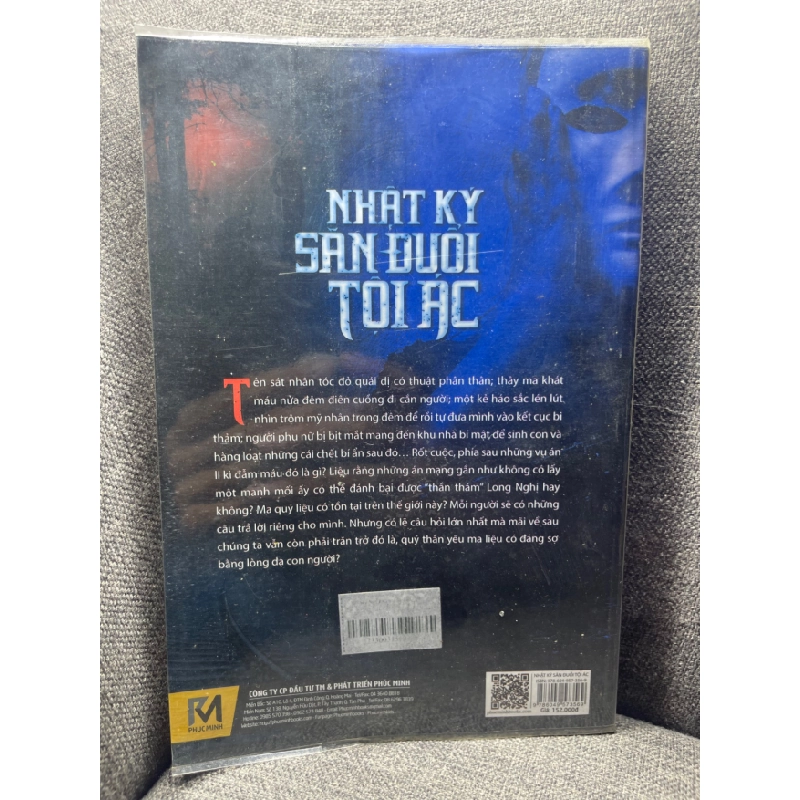 NHẬT KÝ
SĂN ĐUỔI
TỘI ÁC
Tên sát nhân tóc đỏ quái dị có thuật phân thân; thây ma khát
máu nửa đêm điên cuồng đi cắn người; một kẻ háo sắc lén lút
nhìn trộm mỹ nhân trong đêm để rồi tự đưa mình vào kết cục bi
thảm; người phụ nữ bị bịt mắt mang đến khu nhà bí mật để sinh con và
hàng loạt những cái chết bí ẩn sau đó... Rốt cuộc, phía sau những vụ án
li kì đẫm máu đó là gì? Liệu rằng những án mạng gần như không có lấy
một manh mối ấy có thể đánh bại được "thần thám" Long Nghị hay
không? Ma quỷ liệu có tồn tại trên thế giới này? Mỗi người sẽ có những
câu trả lời riêng cho mình. Nhưng có lẽ câu hỏi lớn nhất mà mãi về sau
chúng ta vẫn còn phải trăn trở đó là, quỷ thần yêu ma liệu có đáng sợ
bằng lòng dạ con người?
CÔNG TY CP ĐẦU TƯ TM & PHÁT TRIỂN PHÚC MINH
PHÚC MINH
NHẬT KÝ SĂN ĐUỔI TỘI ÁC
Giá: 132.000đ